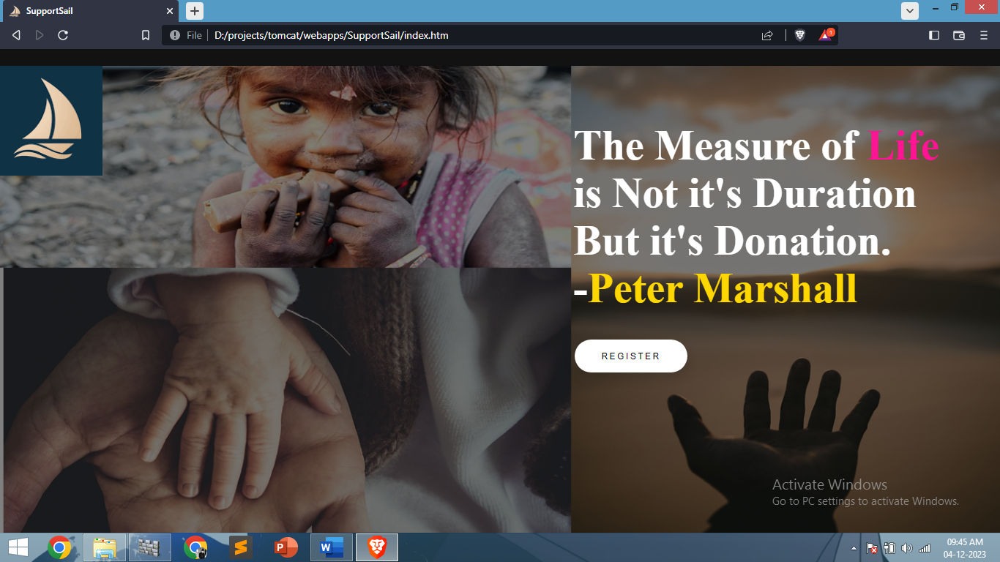 SupportSail
File
D:/projects/tomcat/webapps/SupportSail/index.htm
1
The Measure of Life
is Not it's Duration
But it's Donation.
-Peter Marshall
REGISTER
Activate Windows
Go to PC settings to activate Windows.
P
W
09:45 AM
04-12-2023